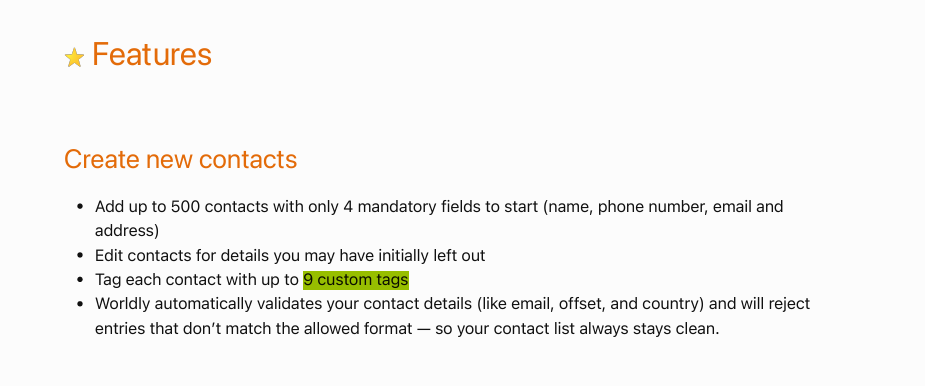 ⭐ Features
Create new contacts
• Add up to 500 contacts with only 4 mandatory fields to start (name, phone number, email and
address)
• Edit contacts for details you may have initially left out
• Tag each contact with up to 9 custom tags
• Worldly automatically validates your contact details (like email, offset, and country) and will reject
entries that don’t match the allowed format — so your contact list always stays clean.